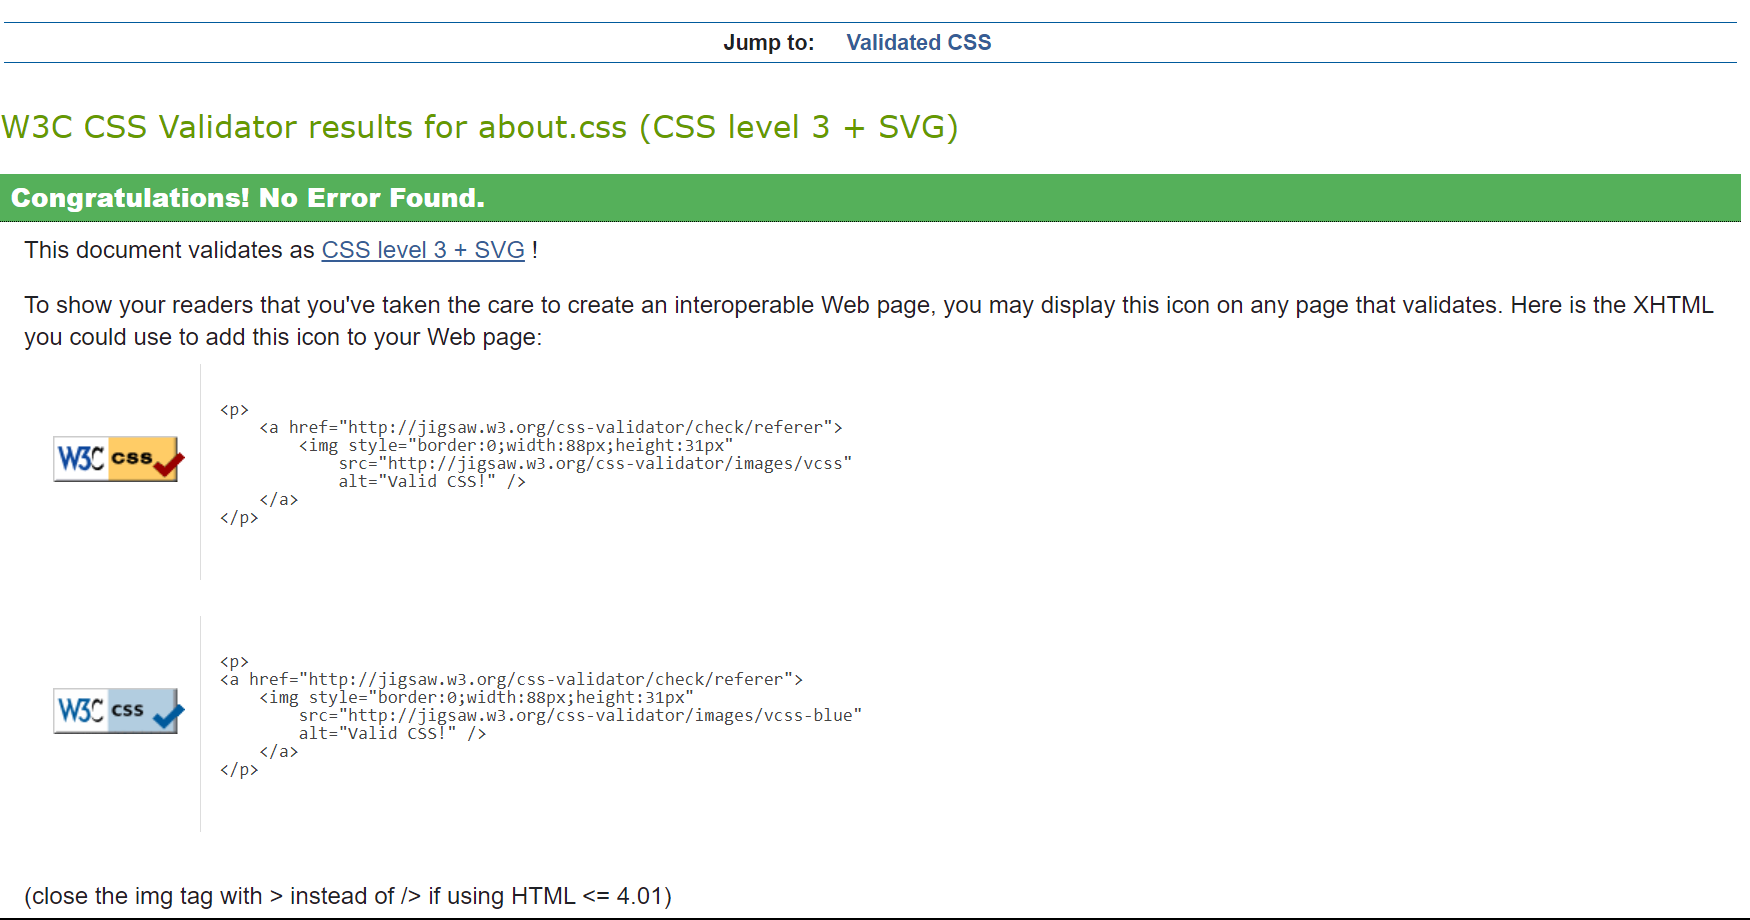 Jump to: Validated CSS
W3C CSS Validator results for about.css (CSS level 3 + SVG)
Congratulations! No Error Found.
This document validates as CSS level 3 + SVG !
To show your readers that you've taken the care to create an interoperable Web page, you may display this icon on any page that validates. Here is the XHTML
you could use to add this icon to your Web page:
<p>
    <a href="http://jigsaw.w3.org/css-validator/check/referer">
        <img style="border:0;width:88px;height:31px"
            src="http://jigsaw.w3.org/css-validator/images/vcss"
W3C css
            alt="Valid CSS!" />
    </a>
</p>
<p>
<a href="http://jigsaw.w3.org/css-validator/check/referer">
    <img style="border:0;width:88px;height:31px"
W3C css
        src="http://jigsaw.w3.org/css-validator/images/vcss-blue"
        alt="Valid CSS!" />
    </a>
</p>
(close the img tag with > instead of /> if using HTML <= 4.01)